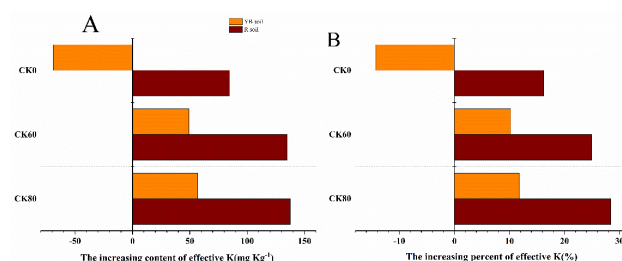 A
YB soil
R soil
B
CK0
CK60
CK80
-50
0
50
100
150
The increasing content of effective K(mg Kg-1)
CK0
CK60
CK80
-10
0
10
20
30
The increasing percent of effective K(%)